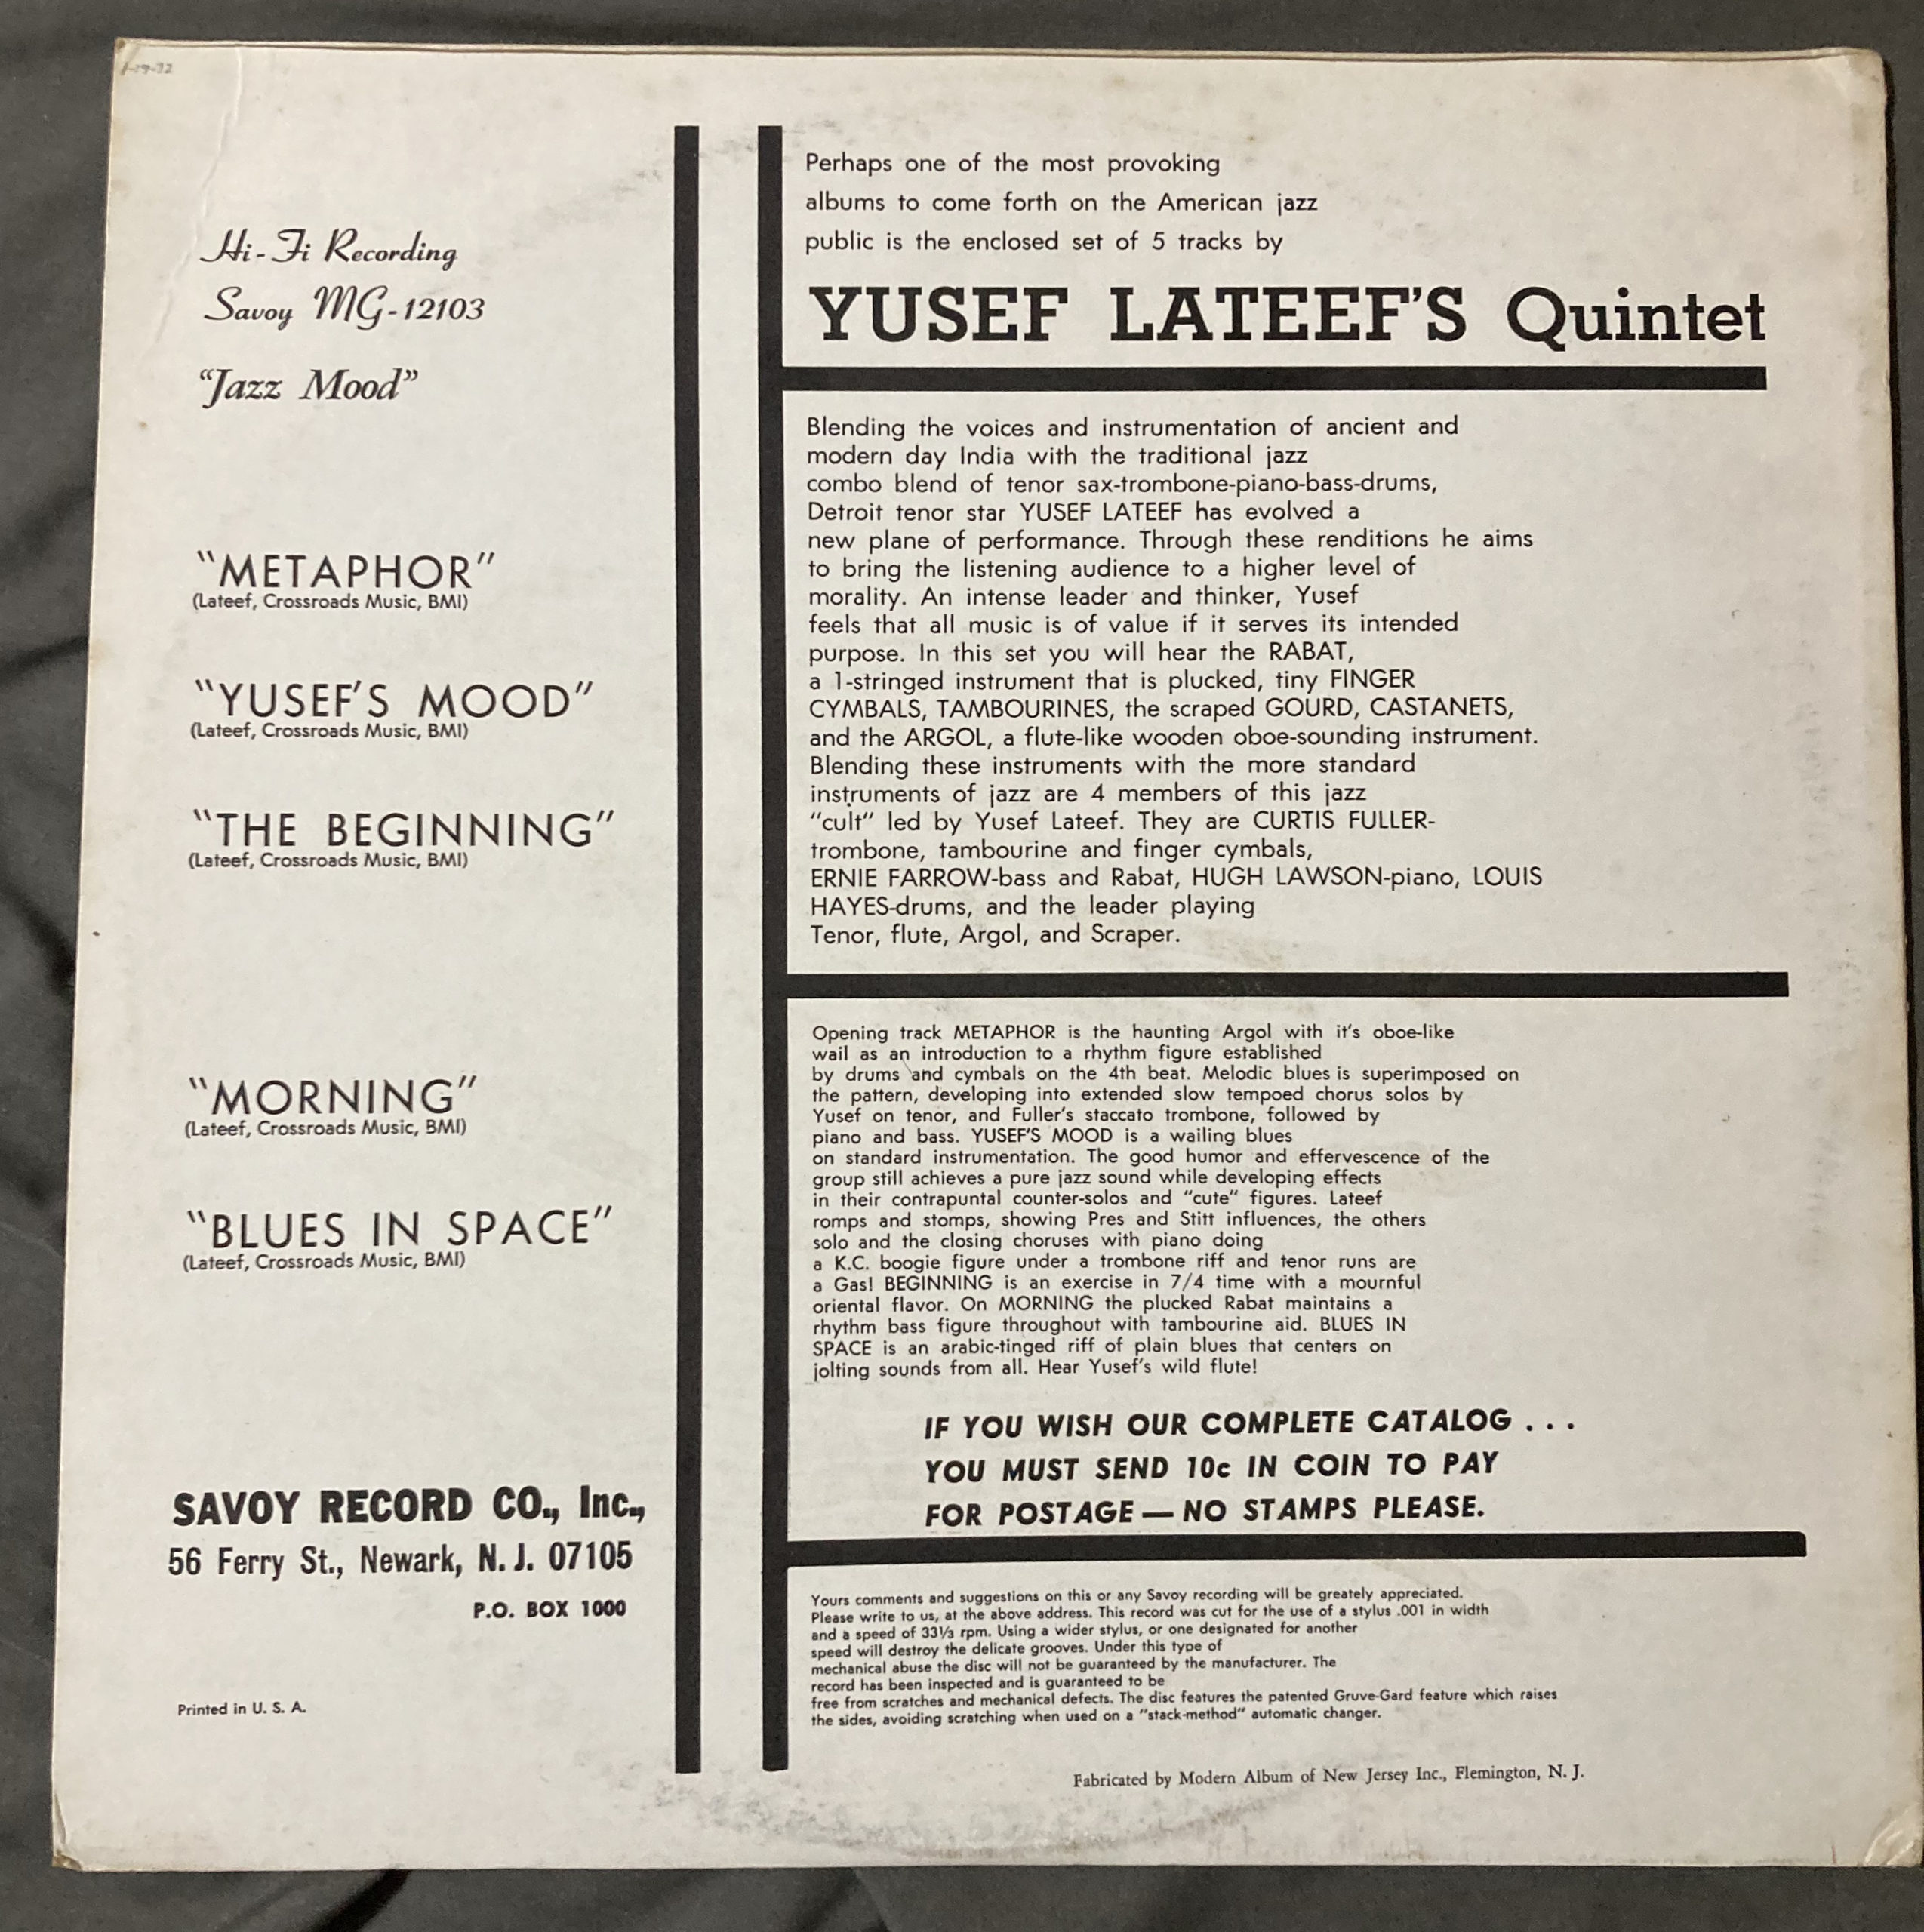 Hi-Fi Recording
Savoy MG-12103
"Jazz Mood"
"METAPHOR"
(Lateef, Crossroads Music, BMI)
"YUSEF'S MOOD"
(Lateef, Crossroads Music, BMI)
"THE BEGINNING"
(Lateef, Crossroads Music, BMI)
"MORNING"
(Lateef, Crossroads Music, BMI)
"BLUES IN SPACE"
(Lateef, Crossroads Music, BMI)
SAVOY RECORD CO., Inc.,
56 Ferry St., Newark, N. J. 07105
P.O. BOX 1000
Printed in U. S. A.
Perhaps one of the most provoking
albums to come forth on the American jazz
public is the enclosed set of 5 tracks by
YUSEF LATEEF'S Quintet
Blending the voices and instrumentation of ancient and
modern day India with the traditional jazz
combo blend of tenor sax-trombone-piano-bass-drums,
Detroit tenor star YUSEF LATEEF has evolved a
new plane of performance. Through these renditions he aims
to bring the listening audience to a higher level of
morality. An intense leader and thinker, Yusef
feels that all music is of value if it serves its intended
purpose. In this set you will hear the RABAT,
a 1-stringed instrument that is plucked, tiny FINGER
CYMBALS, TAMBOURINES, the scraped GOURD, CASTANETS,
and the ARGOL, a flute-like wooden oboe-sounding instrument.
Blending these instruments with the more standard
instruments of jazz are 4 members of this jazz
"cult" led by Yusef Lateef. They are CURTIS FULLER-
trombone, tambourine and finger cymbals,
ERNIE FARROW-bass and Rabat, HUGH LAWSON-piano, LOUIS
HAYES-drums, and the leader playing
Tenor, flute, Argol, and Scraper.
Opening track METAPHOR is the haunting Argol with it's oboe-like
wail as an introduction to a rhythm figure established
by drums and cymbals on the 4th beat. Melodic blues is superimposed on
the pattern, developing into extended slow tempoed chorus solos by
Yusef on tenor, and Fuller's staccato trombone, followed by
piano and bass. YUSEF'S MOOD is a wailing blues
on standard instrumentation. The good humor and effervescence of the
group still achieves a pure jazz sound while developing effects
in their contrapuntal counter-solos and "cute" figures. Lateef
romps and stomps, showing Pres and Stitt influences, the others
solo and the closing choruses with piano doing
a K.C. boogie figure under a trombone riff and tenor runs are
a Gas! BEGINNING is an exercise in 7/4 time with a mournful
oriental flavor. On MORNING the plucked Rabat maintains a
rhythm bass figure throughout with tambourine aid. BLUES IN
SPACE is an arabic-tinged riff of plain blues that centers on
jolting sounds from all. Hear Yusef's wild flute!
IF YOU WISH OUR COMPLETE CATALOG . . .
YOU MUST SEND 10c IN COIN TO PAY
FOR POSTAGE — NO STAMPS PLEASE.
Yours comments and suggestions on this or any Savoy recording will be greately appreciated.
Please write to us, at the above address. This record was cut for the use of a stylus .001 in width
and a speed of 33⅓ rpm. Using a wider stylus, or one designated for another
speed will destroy the delicate grooves. Under this type of
mechanical abuse the disc will not be guaranteed by the manufacturer. The
record has been inspected and is guaranteed to be
free from scratches and mechanical defects. The disc features the patented Gruve-Gard feature which raises
the sides, avoiding scratching when used on a "stack-method" automatic changer.
Fabricated by Modern Album of New Jersey Inc., Flemington, N. J.